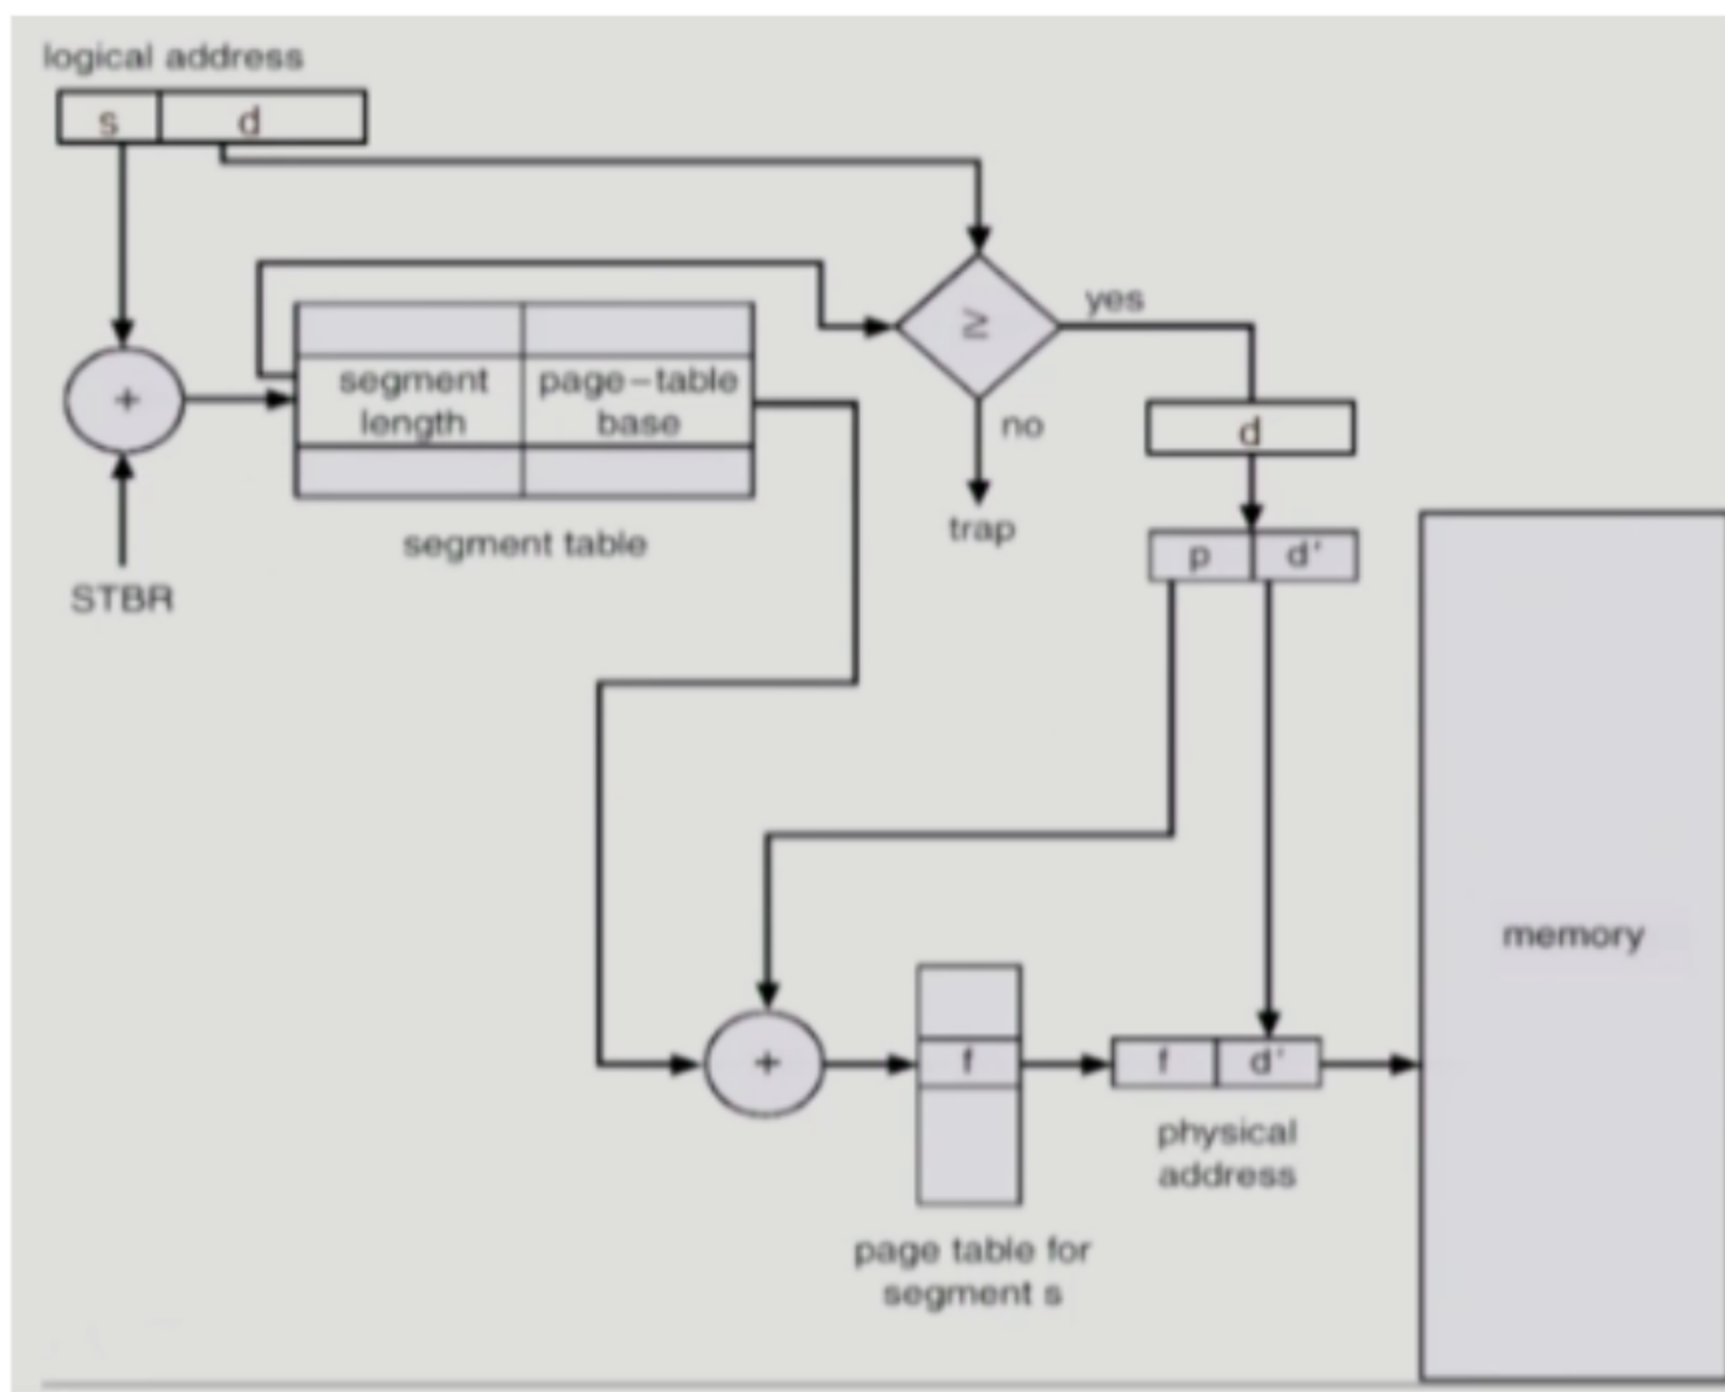 logical address
s d
≥
yes
segment length
page-table base
+
d
no
trap
segment table
p d'
STBR
memory
+
f
f d'
physical
address
page table for
segment s